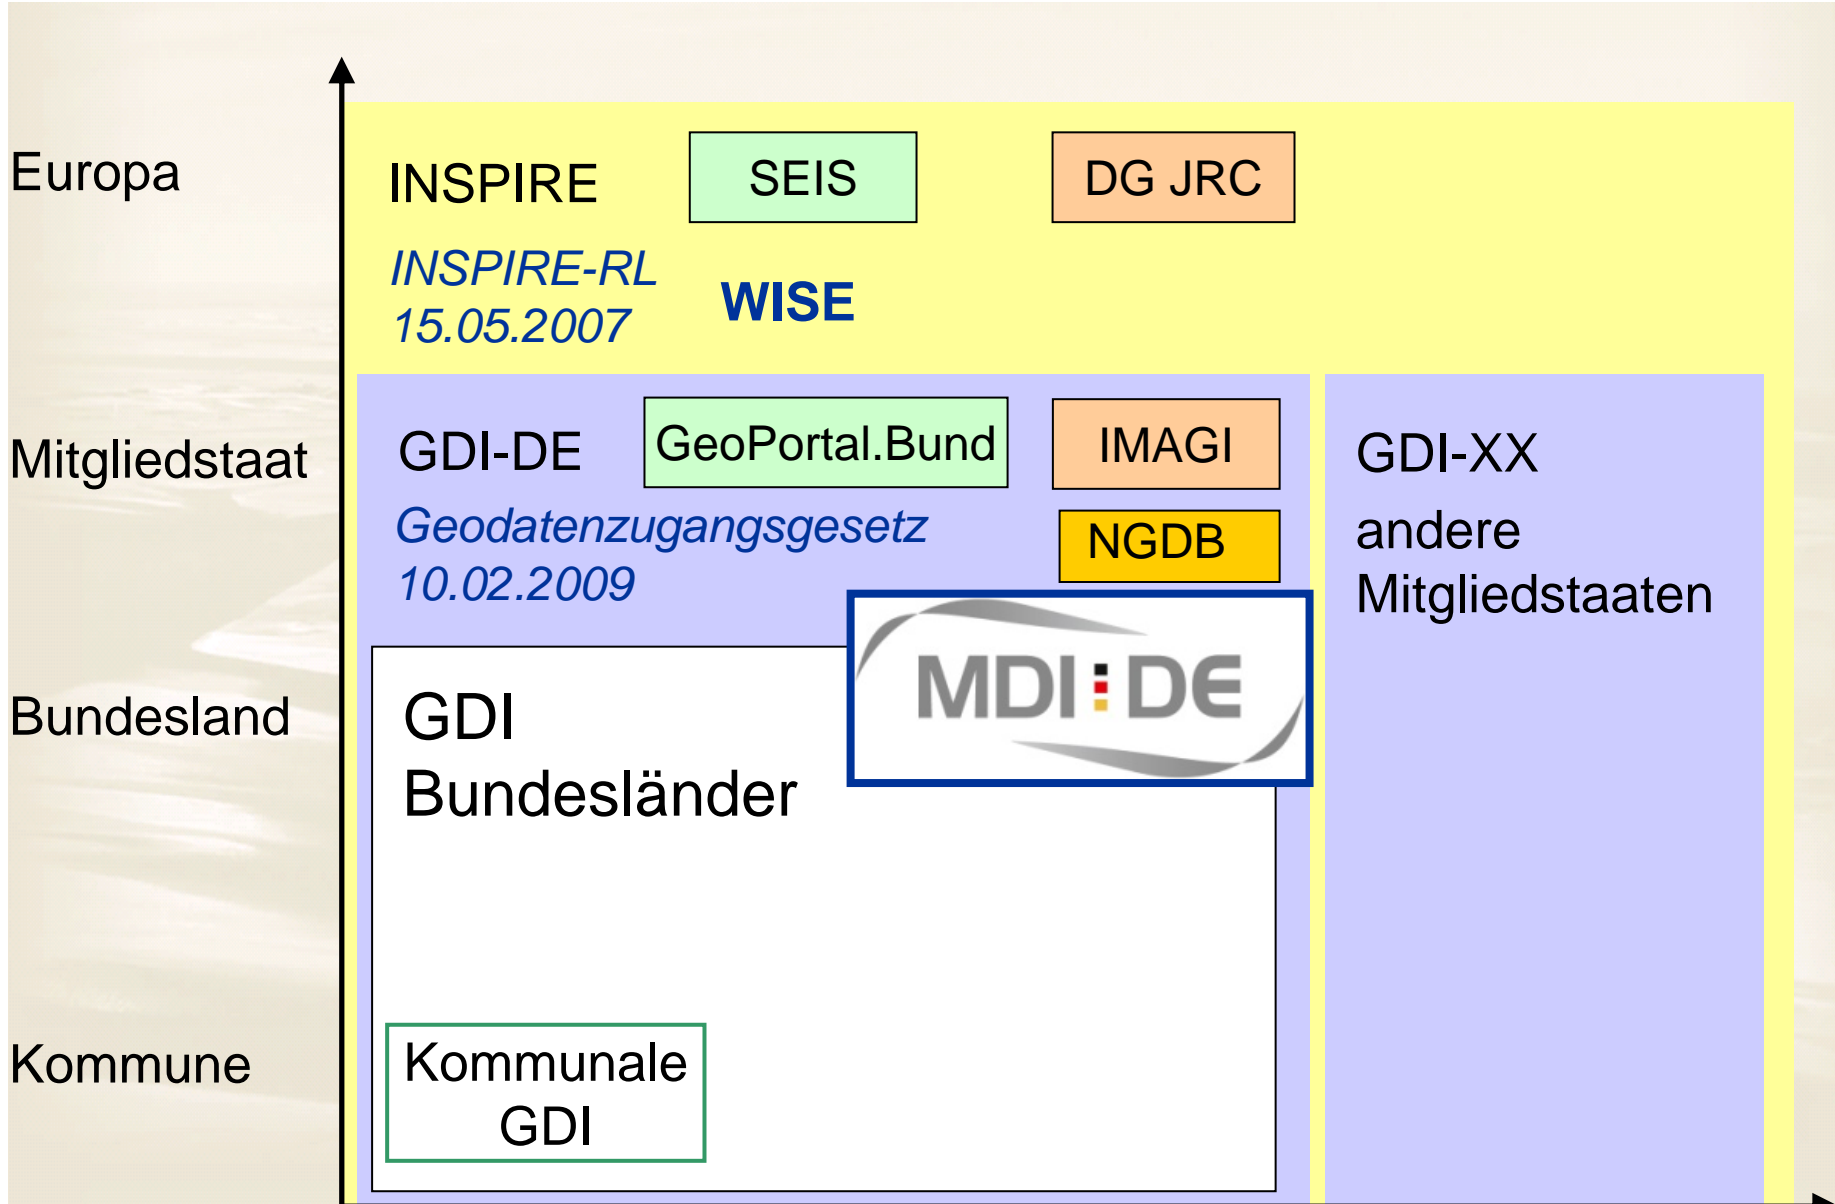 Europa
INSPIRE
SEIS
DG JRC
INSPIRE-RL
15.05.2007
WISE
Mitgliedstaat
GDI-DE
GeoPortal.Bund
IMAGI
GDI-XX
Geodatenzugangsgesetz
10.02.2009
NGDB
andere
Mitgliedstaaten
Bundesland
GDI
Bundesländer
MDI:DE
Kommune
Kommunale
GDI